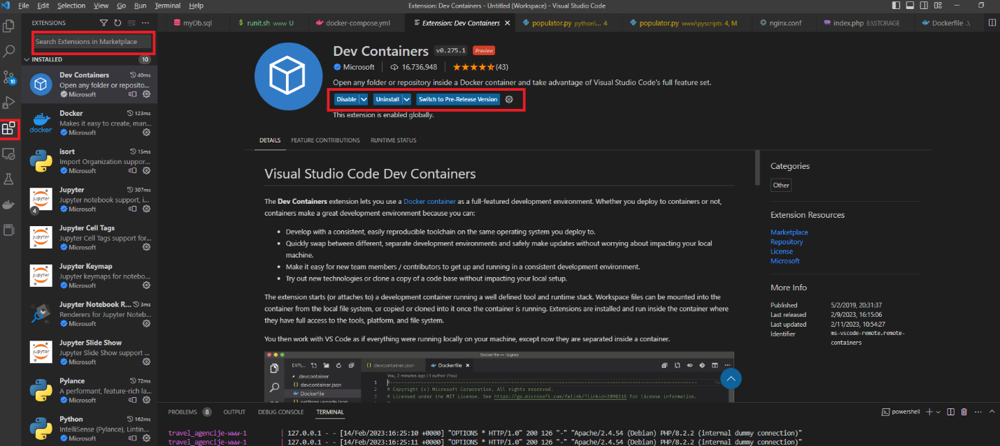 File Edit Selection View Go Run Terminal Help
Extension: Dev Containers - Untitled (Workspace) - Visual Studio Code
EXTENSIONS
Search Extensions in Marketplace
INSTALLED 10
10
Dev Containers 40ms
Open any folder or reposito...
Microsoft
Docker 123ms
Makes it easy to create, man...
Microsoft
docker
isort 15ms
Import Organization suppor...
Microsoft
Jupyter 307ms
Jupyter notebook support, i...
Microsoft
jupyter
4
Jupyter Cell Tags
Jupyter Cell Tags support for...
Microsoft
jupyter
Jupyter Keymap
Jupyter keymaps for notebo...
Microsoft
jupyter
Jupyter Notebook R... 3ms
Renderers for Jupyter Noteb...
Microsoft
Jupyter Slide Show
Jupyter Slide Show support ...
Microsoft
jupyter
Pylance 72ms
A performant, feature-rich la...
Microsoft
Python 162ms
IntelliSense (Pylance), Lintin...
Microsoft
myDb.sql $ runit.sh www U docker-compose.yml Extension: Dev Containers populator.py python\... 4 populator.py www\pyscripts 4, M nginx.conf index.php E:\STORAGE Dockerfile .\
Dev Containers v0.275.1 Preview
Microsoft 16,736,948 (43)
Open any folder or repository inside a Docker container and take advantage of Visual Studio Code's full feature set.
Disable Uninstall Switch to Pre-Release Version
This extension is enabled globally.
DETAILS FEATURE CONTRIBUTIONS RUNTIME STATUS
Visual Studio Code Dev Containers
The Dev Containers extension lets you use a Docker container as a full-featured development environment. Whether you deploy to containers or not,
containers make a great development environment because you can:
• Develop with a consistent, easily reproducible toolchain on the same operating system you deploy to.
• Quickly swap between different, separate development environments and safely make updates without worrying about impacting your local
machine.
• Make it easy for new team members / contributors to get up and running in a consistent development environment.
• Try out new technologies or clone a copy of a code base without impacting your local setup.
The extension starts (or attaches to) a development container running a well defined tool and runtime stack. Workspace files can be mounted into the
container from the local file system, or copied or cloned into it once the container is running. Extensions are installed and run inside the container where
they have full access to the tools, platform, and file system.
You then work with VS Code as if everything were running locally on your machine, except now they are separated inside a container.
Dockerfile — ripgrep
EXPL... {} devcontainer.json Dockerfile
.devcontainer
{} devcontainer.json
Dockerfile
settings.vscode.json
You, 2 minutes ago | 1 author (You)
1 #-----------------------------------------------------------
2 # Copyright (c) Microsoft Corporation. All rights reserved.
3 # Licensed under the MIT License. See https://go.microsoft.com/fwlink/?linkid=2090316 for license information.
Categories
Other
Extension Resources
Marketplace
Repository
License
Microsoft
More Info
Published 5/2/2019, 20:31:37
Last released 2/9/2023, 16:15:06
Last updated 2/11/2023, 10:54:27
Identifier ms-vscode-remote.remote-
containers
PROBLEMS 8 OUTPUT DEBUG CONSOLE TERMINAL powershell
travel_agencije-www-1 | 127.0.0.1 - - [14/Feb/2023:16:25:10 +0000] "OPTIONS * HTTP/1.0" 200 126 "-" "Apache/2.4.54 (Debian) PHP/8.2.2 (internal dummy connection)"
travel_agencije-www-1 | 127.0.0.1 - - [14/Feb/2023:16:25:11 +0000] "OPTIONS * HTTP/1.0" 200 126 "-" "Apache/2.4.54 (Debian) PHP/8.2.2 (internal dummy connection)"